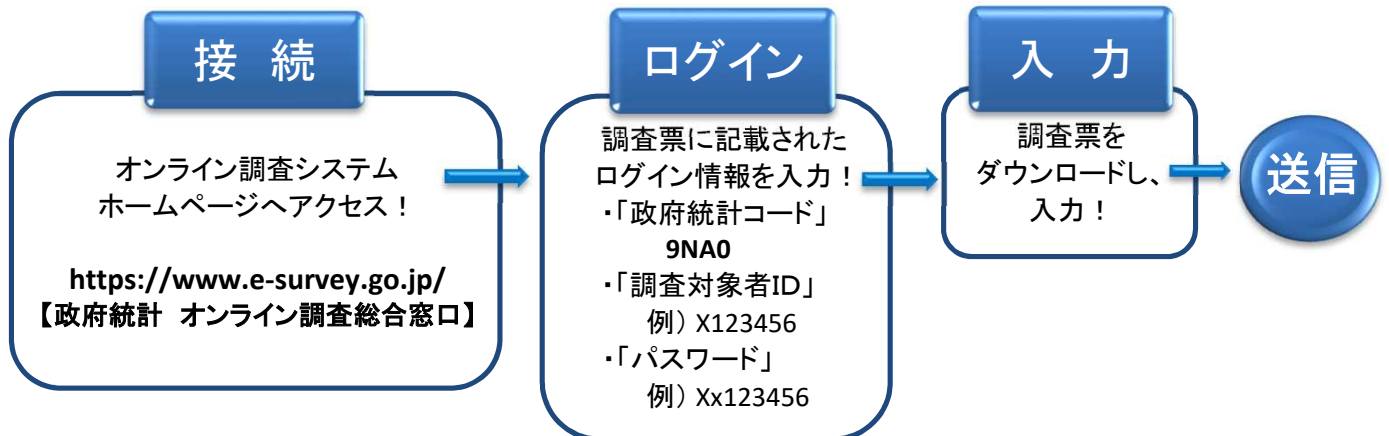 接 続
オンライン調査システム
ホームページへアクセス！
https://www.e-survey.go.jp/
【政府統計 オンライン調査総合窓口】
ログイン
調査票に記載された
ログイン情報を入力！
・「政府統計コード」
9NA0
・「調査対象者ID」
例） X123456
・「パスワード」
例） Xx123456
入 力
調査票を
ダウンロードし、
入力！
送信